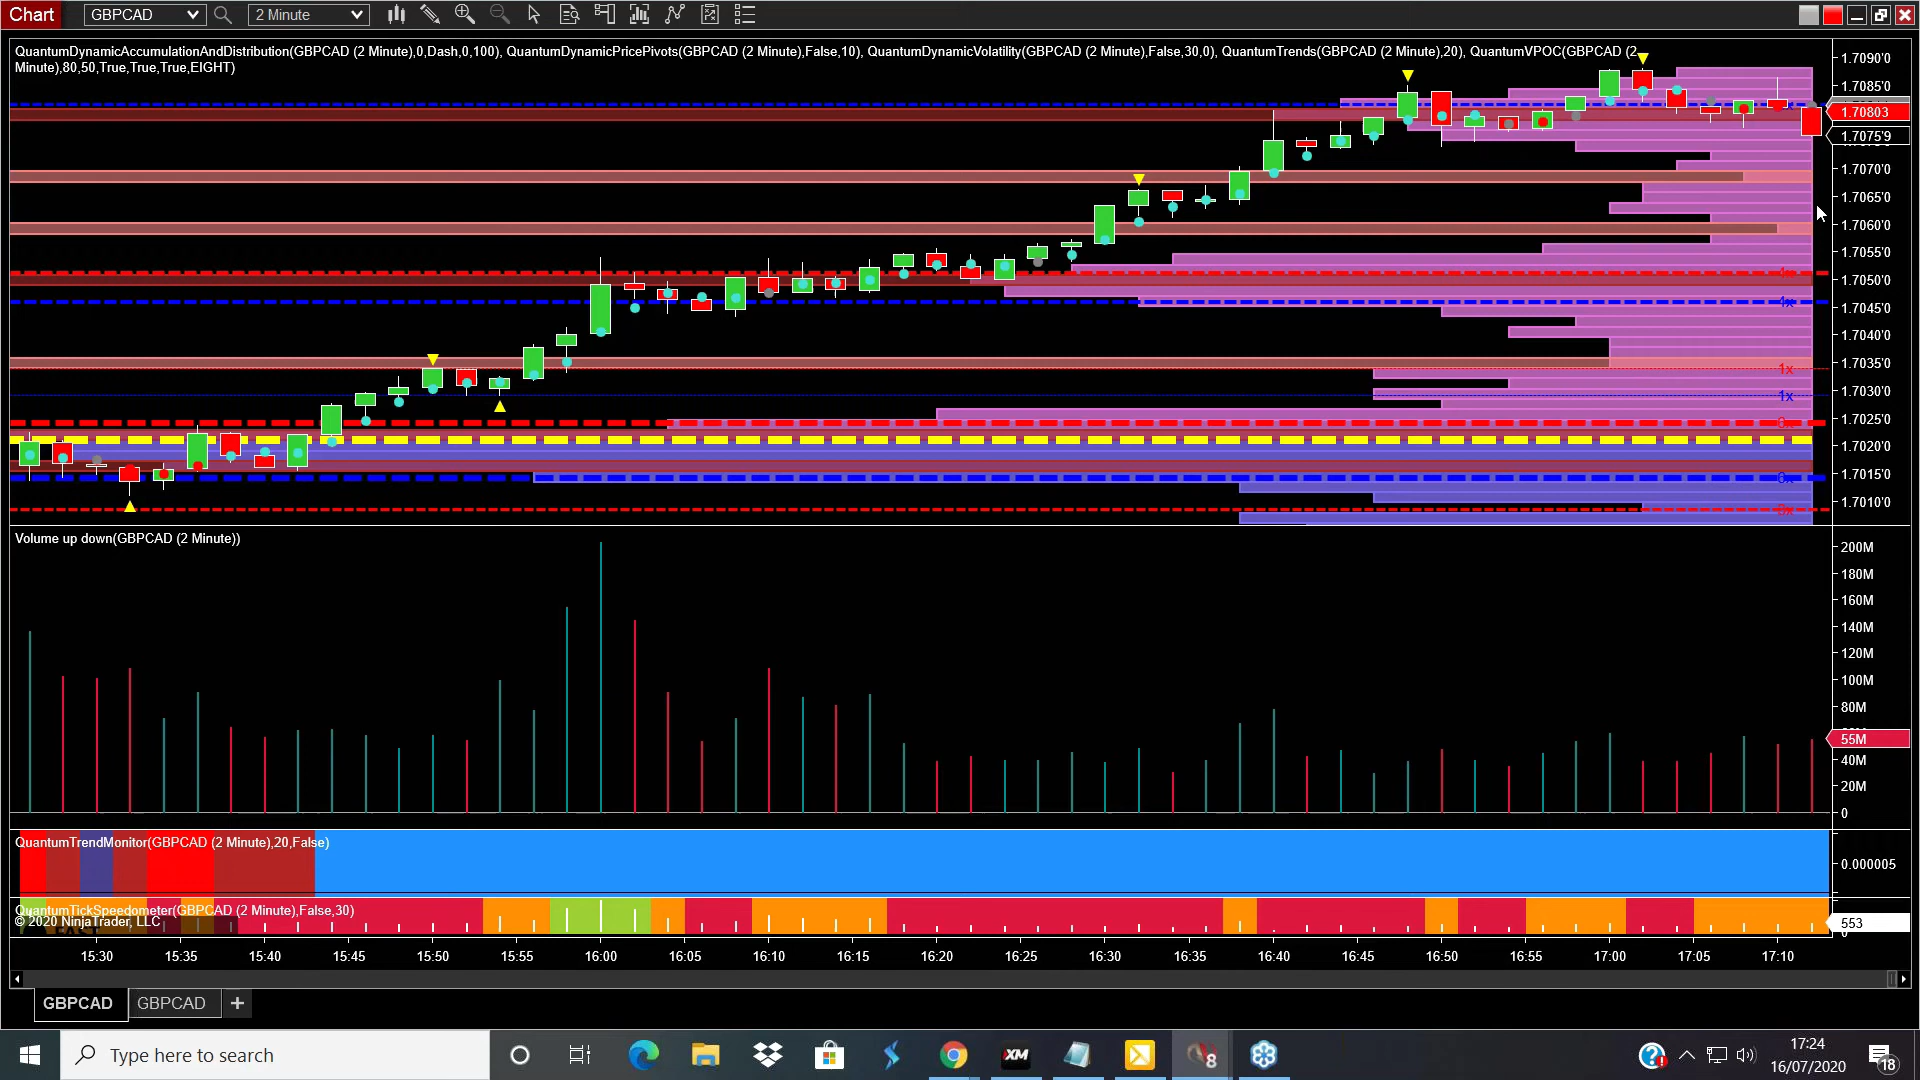 Chart
GBPCAD
2 Minute
QuantumDynamicAccumulationAndDistribution(GBPCAD (2 Minute),0,Dash,0,100), QuantumDynamicPricePivots(GBPCAD (2 Minute),False,10), QuantumDynamicVolatility(GBPCAD (2 Minute),False,30,0), QuantumTrends(GBPCAD (2 Minute),20), QuantumVPOC(GBPCAD (2
Minute),80,50,True,True,True,EIGHT)
1.7090'0
1.7085'0
1.70803
1.7075'9
1.7070'0
1.7065'0
1.7060'0
1.7055'0
1.7050'0
1.7045'0
1.7040'0
1.7035'0
1.7030'0
1.7025'0
1.7020'0
1.7015'0
1.7010'0
4x
4x
1x
1x
Volume up down(GBPCAD (2 Minute))
200M
180M
160M
140M
120M
100M
80M
55M
40M
20M
0
QuantumTrendMonitor(GBPCAD (2 Minute),20,False)
0.000005
QuantumTickSpeedometer(GBPCAD (2 Minute),False,30)
© 2020 NinjaTrader, LLC
553
15:30 15:35 15:40 15:45 15:50 15:55 16:00 16:05 16:10 16:15 16:20 16:25 16:30 16:35 16:40 16:45 16:50 16:55 17:00 17:05 17:10
GBPCAD GBPCAD +
Type here to search
XM
8
17:24
16/07/2020
18